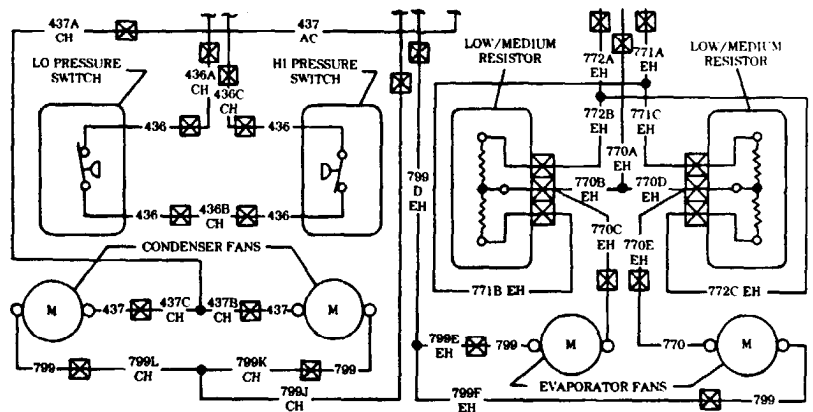 437A
CH
437
AC
LO PRESSURE
SWITCH
436A
CH
436C
CH
HI PRESSURE
SWITCH
LOW/MEDIUM
RESISTOR
772A
EH
771A
EH
LOW/MEDIUM
RESISTOR
436
436
772B
EH
771C
EH
770A
EH
799
D
EH
770B
EH
770D
EH
436
436B
CH
436
770C
EH
770E
EH
CONDENSER FANS
771B EH
772C EH
M
437
437C
CH
437B
CH
437
M
799E
EH
799
M
770
M
799
799L
CH
799K
CH
799
799J
CH
EVAPORATOR FANS
799F
EH
799